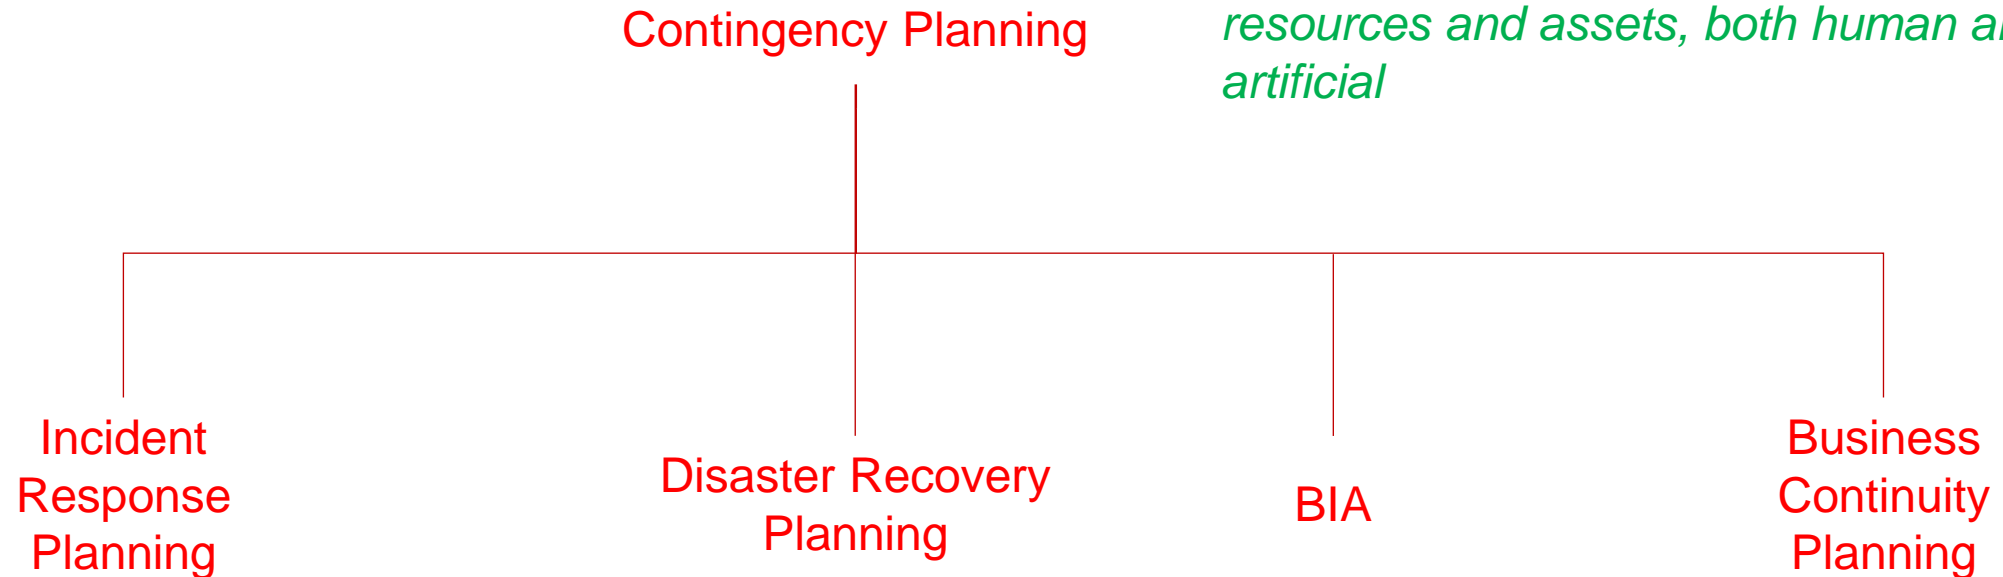 Contingency Planning
resources and assets, both human
artificial
Incident
Response
Planning
Disaster Recovery
Planning
BIA
Business
Continuity
Planning